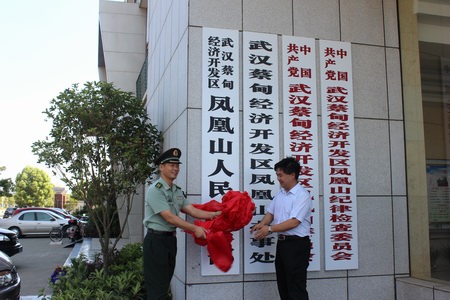 武汉蔡甸
经济开发区
凤凰山人民
武汉蔡甸经济开发区凤凰山
事处
中国
共产党
武汉蔡甸经济开发区
中国
共产党
武汉蔡甸经济开发区凤凰山纪律检查委员会